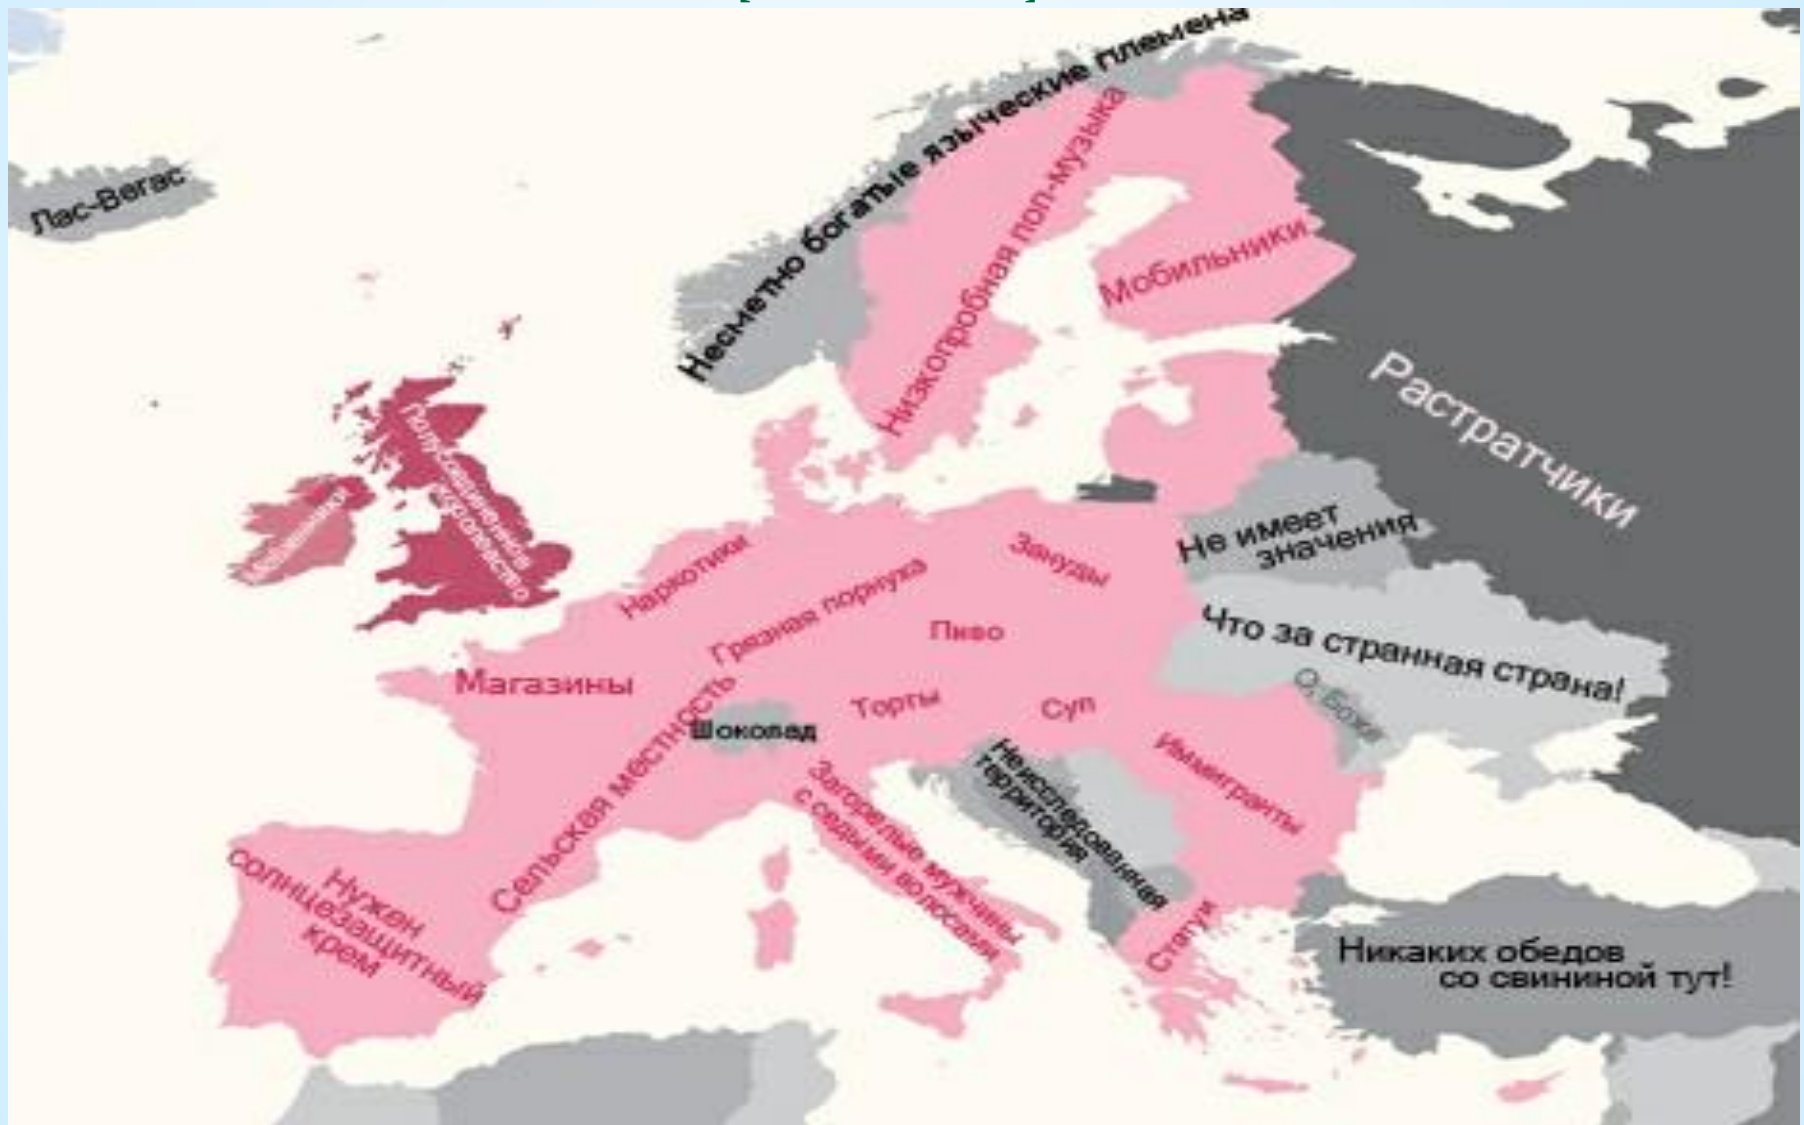 Несметно богатые языческие племена
Лас-Вегас
Низкопробная поп-музыка
Мобильники
Растратчики
королевство
Не имеет
значения
Наркотики
Зануды
Грязная порнуха
Пиво
Что за странная страна!
Магазины
О, Боже
Торты
Суп
Шоколад
Сельская местность
Иммигранты
Неисследованная
территория
Загорелые мужчины
с седыми волосами
Нужен
солнцезащитный
крем
Статуи
Никаких обедов
со свининой тут!